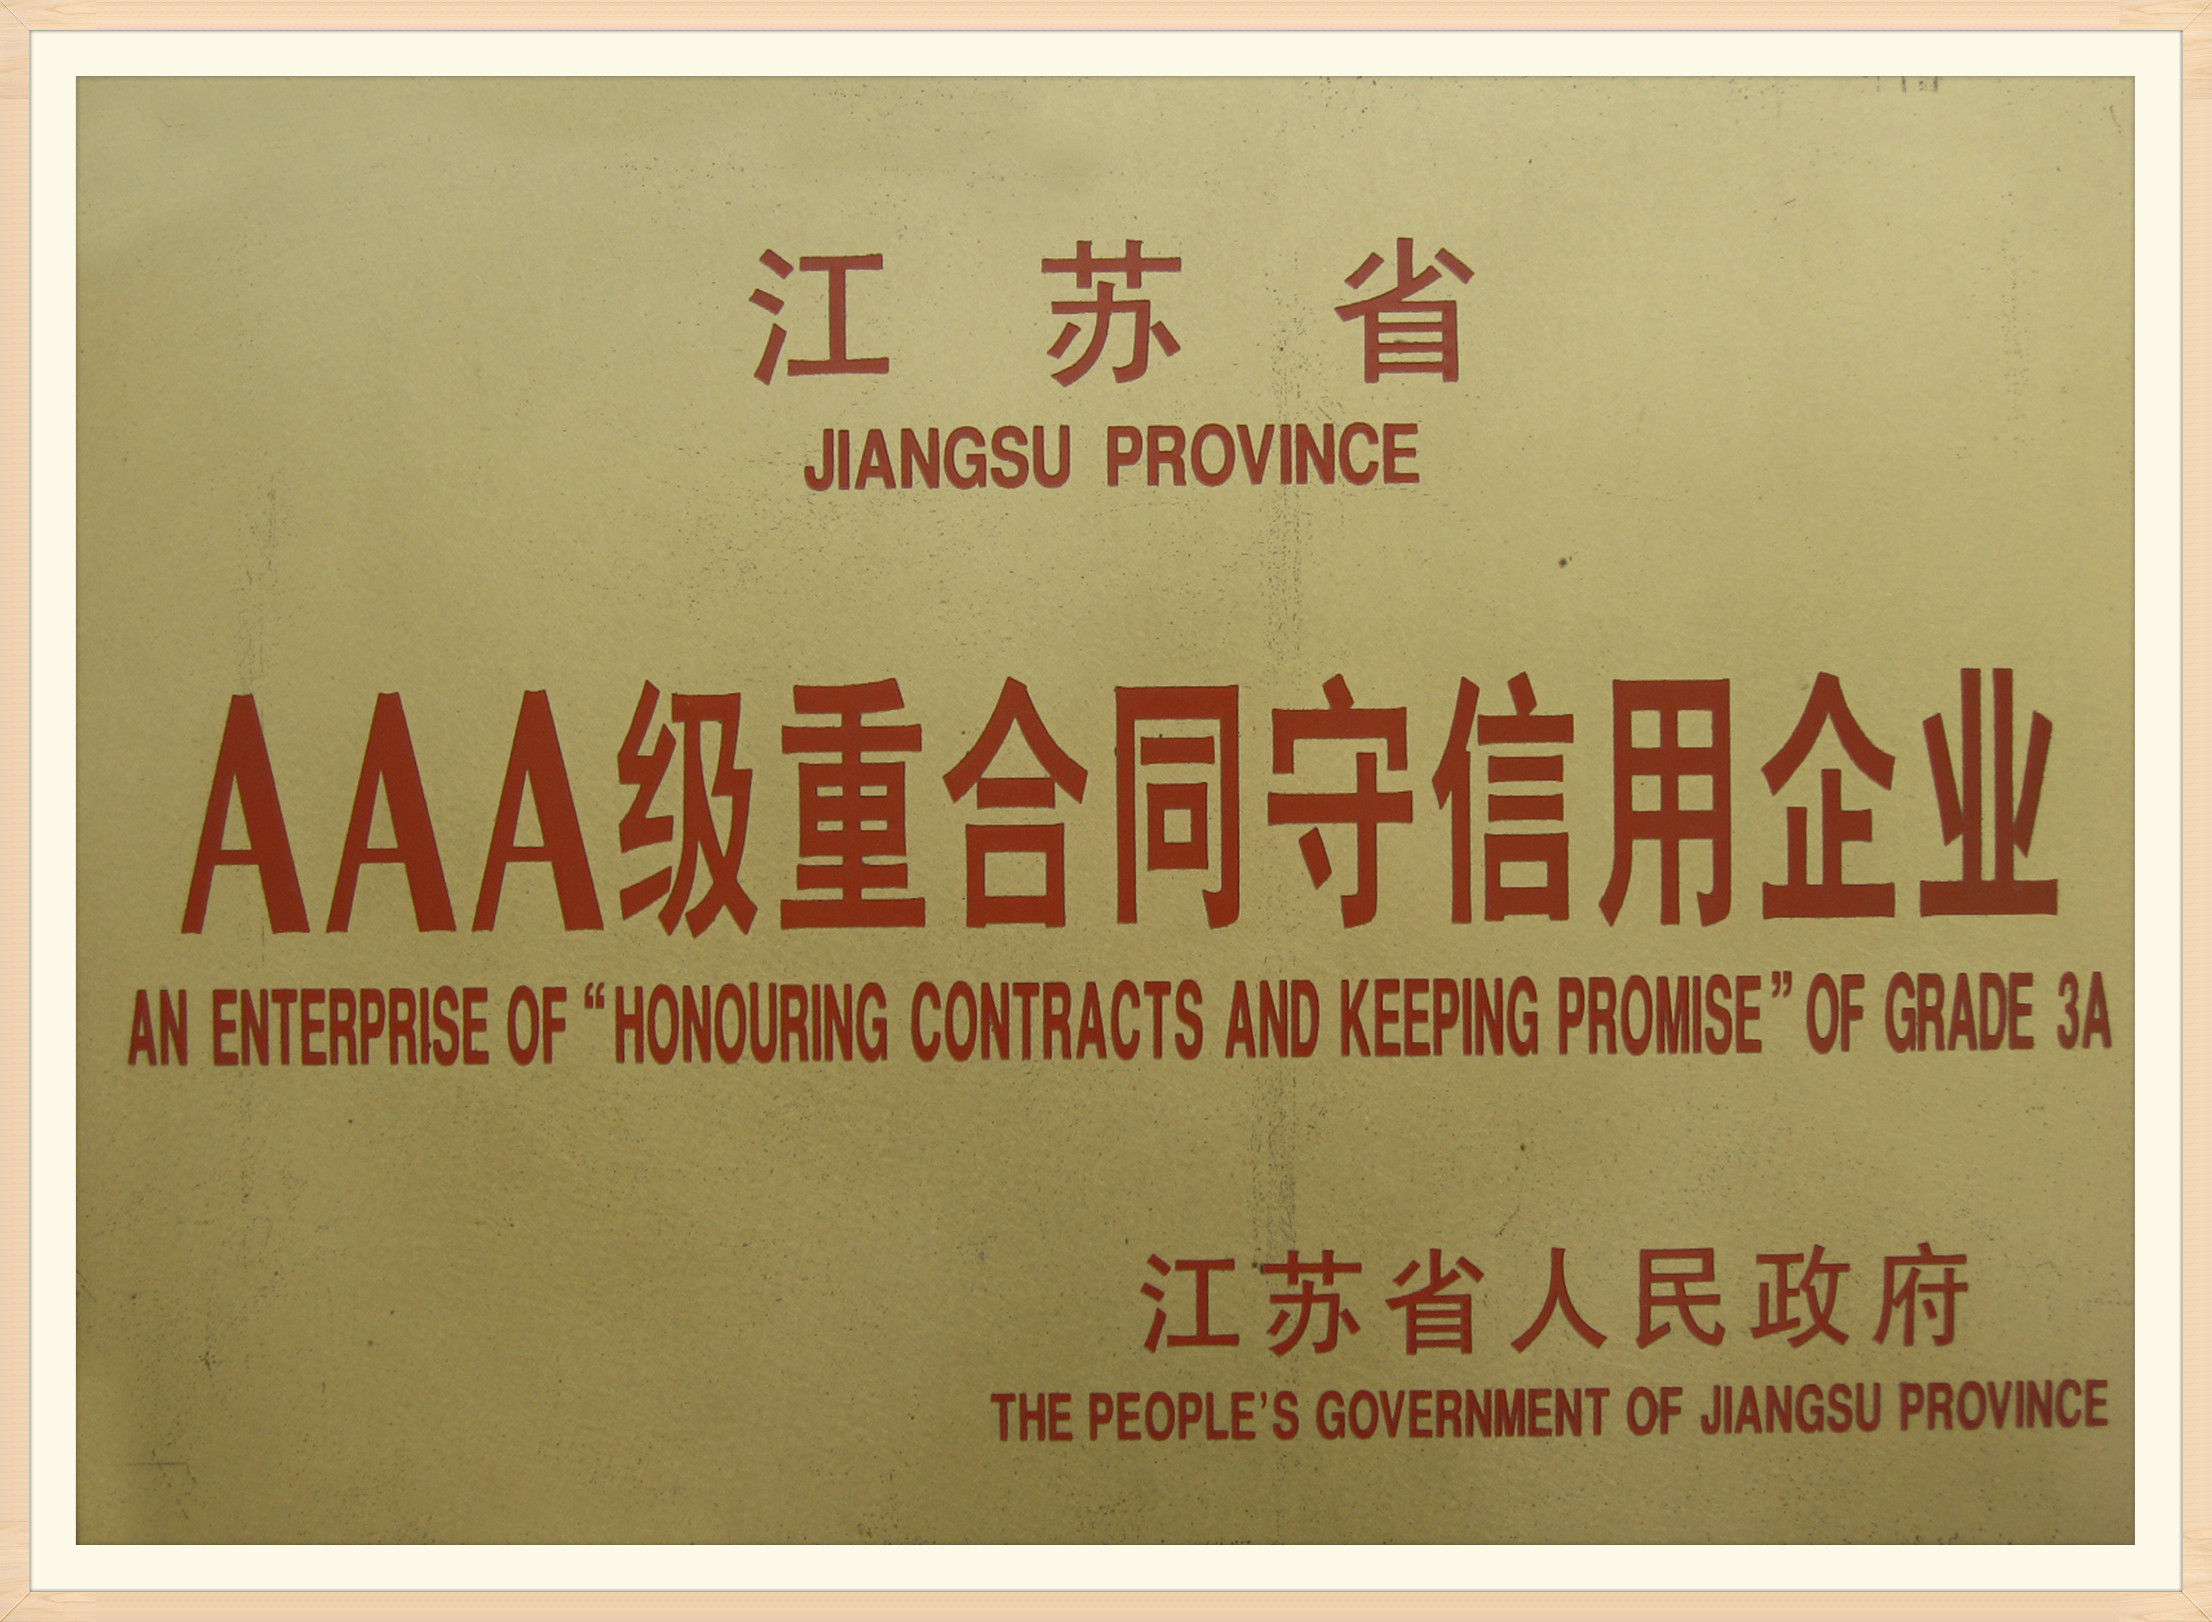 江苏省
JIANGSU PROVINCE
AAA级重合同守信用企业
AN ENTERPRISE OF “HONOURING CONTRACTS AND KEEPING PROMISE” OF GRADE 3A
江苏省人民政府
THE PEOPLE’S GOVERNMENT OF JIANGSU PROVINCE